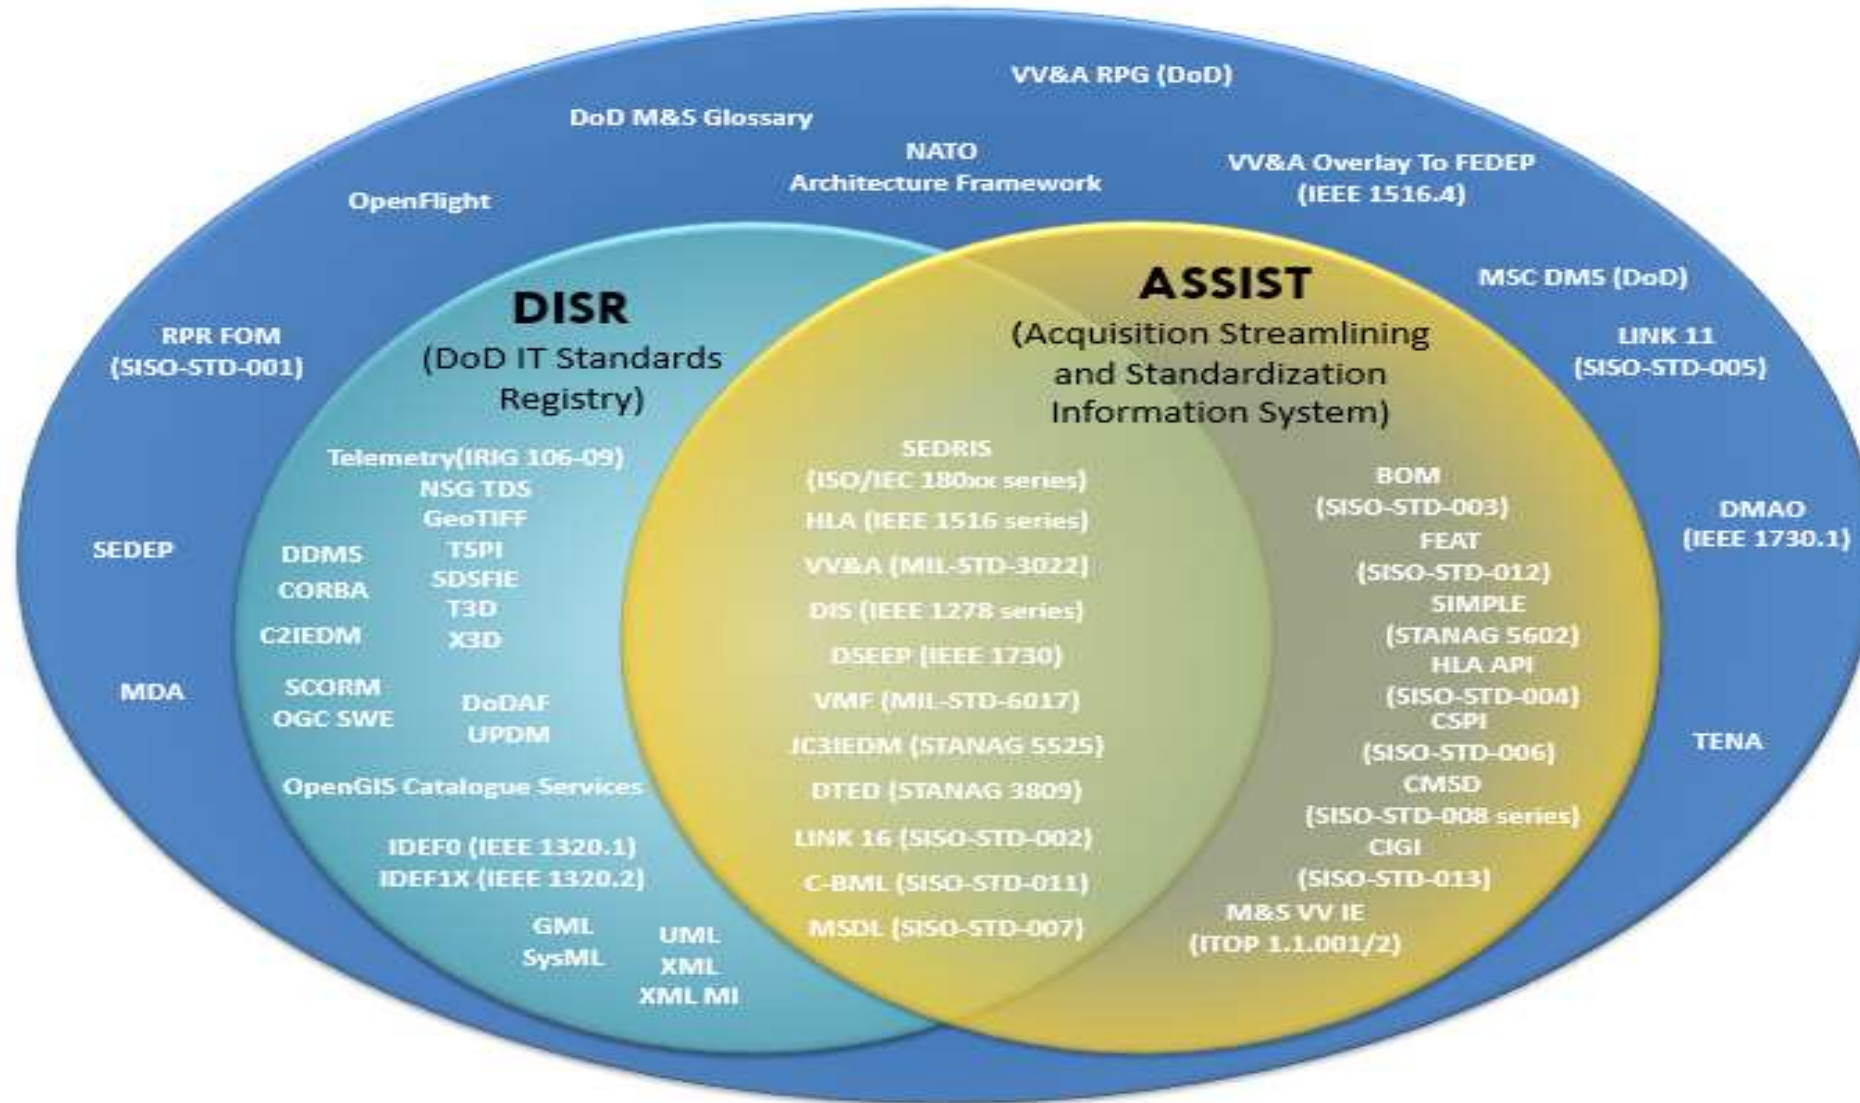 VV&A RPG (DoD)
DoD M&S Glossary
NATO
Architecture Framework
VV&A Overlay To FEDEP
(IEEE 1516.4)
OpenFlight
MSC DMS (DoD)
RPR FOM
(SISO-STD-001)
LINK 11
(SISO-STD-005)
SEDEP
DMAO
(IEEE 1730.1)
MDA
TENA
DISR
(DoD IT Standards
Registry)
Telemetry(IRIG 106-09)
NSG TDS
GeoTIFF
DDMS
TSPI
CORBA
SDSFIE
T3D
C2IEDM
X3D
SCORM
OGC SWE
DoDAF
UPDM
OpenGIS Catalogue Services
IDEF0 (IEEE 1320.1)
IDEF1X (IEEE 1320.2)
GML
SysML
UML
XML
XML MI
ASSIST
(Acquisition Streamlining
and Standardization
Information System)
SEDRIS
(ISO/IEC 180xx series)
HLA (IEEE 1516 series)
VV&A (MIL-STD-3022)
DIS (IEEE 1278 series)
DSEEP (IEEE 1730)
VMF (MIL-STD-6017)
JC3IEDM (STANAG 5525)
DTED (STANAG 3809)
LINK 16 (SISO-STD-002)
C-BML (SISO-STD-011)
MSDL (SISO-STD-007)
BOM
(SISO-STD-003)
FEAT
(SISO-STD-012)
SIMPLE
(STANAG 5602)
HLA API
(SISO-STD-004)
CSPI
(SISO-STD-006)
CMSD
(SISO-STD-008 series)
CIGI
(SISO-STD-013)
M&S VV IE
(ITOP 1.1.001/2)